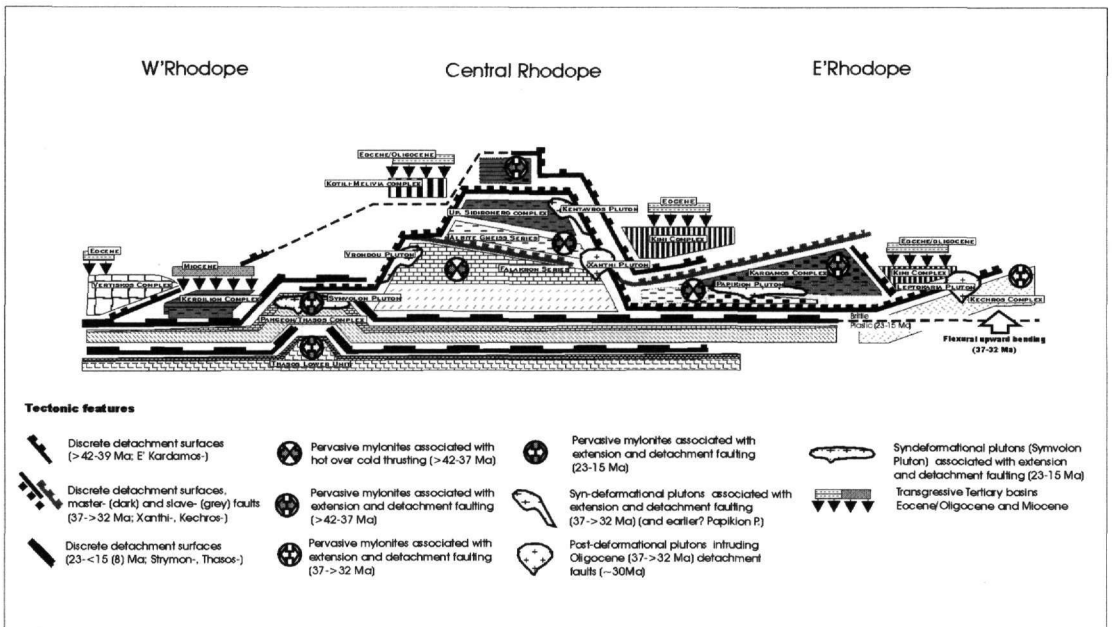 W'Rhodope
Central Rhodope
E'Rhodope
EOCENE/OLIGOCENE
KOTILI-MELIVIA COMPLEX
UP. SIDIRONERO COMPLEX
KENTAVROS PLUTON
ALBITE GNEISS SERIES
VRONDOU PLUTON
FALAKRON SERIES
XANTHI PLUTON
EOCENE
KIMI COMPLEX
EOCENE/OLIGOCENE
KIMI COMPLEX
LEPTOKARIA PLUTON
KECHROS COMPLEX
KARDAMOS COMPLEX
PAPIKION PLUTON
EOCENE
VERTISKOS COMPLEX
MIOCENE
KERDILION COMPLEX
SYMVOLON PLUTON
PANGEON/THASOS COMPLEX
THASOS LOWER UNIT
Brittle
Plastic (23-15 Ma)
Flexural upward bending
(37-32 Ma)
Tectonic features
Discrete detachment surfaces
(>42-39 Ma; E' Kardamos-)
Discrete detachment surfaces,
master- (dark) and slave- (grey) faults
(37->32 Ma; Xanthi-, Kechros-)
Discrete detachment surfaces
(23-<15 (8) Ma; Strymon-, Thasos-)
Pervasive mylonites associated with
hot over cold thrusting (>42-37 Ma)
Pervasive mylonites associated with
extension and detachment faulting
(>42-37 Ma)
Pervasive mylonites associated with
extension and detachment faulting
(37->32 Ma)
Pervasive mylonites associated with
extension and detachment faulting
(23-15 Ma)
Syn-deformational plutons associated with
extension and detachment faulting
(37->32 Ma) (and earlier? Papikion P.)
Post-deformational plutons intruding
Oligocene (37->32 Ma) detachment
faults (~30Ma)
Syndeformational plutons (Symvolon
Pluton) associated with extension
and detachment faulting (23-15 Ma)
Transgressive Tertiary basins
Eocene/Oligocene and Miocene